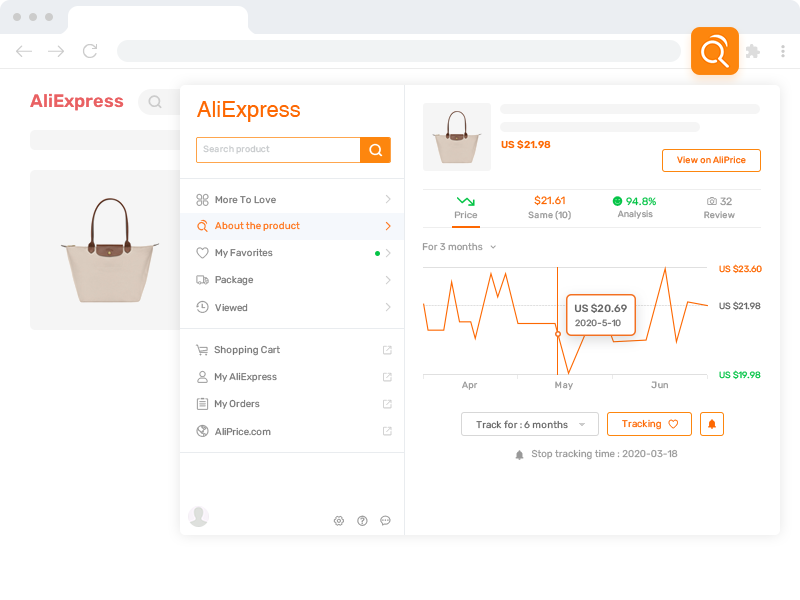 AliExpress
AliExpress
Search product
More To Love
About the product
My Favorites
Package
Viewed
Shopping Cart
My AliExpress
My Orders
AliPrice.com
US $21.98
View on AliPrice
Price
$21.61
Same (10)
94.8%
Analysis
32
Review
For 3 months
US $23.60
US $21.98
US $19.98
US $20.69
2020-5-10
Apr
May
Jun
Track for : 6 months
Tracking
Stop tracking time : 2020-03-18